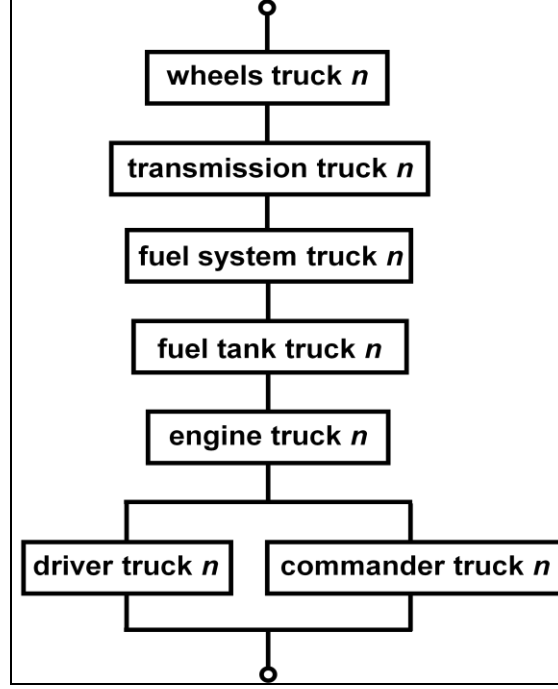 wheels truck n
transmission truck n
fuel system truck n
fuel tank truck n
engine truck n
driver truck n
commander truck n